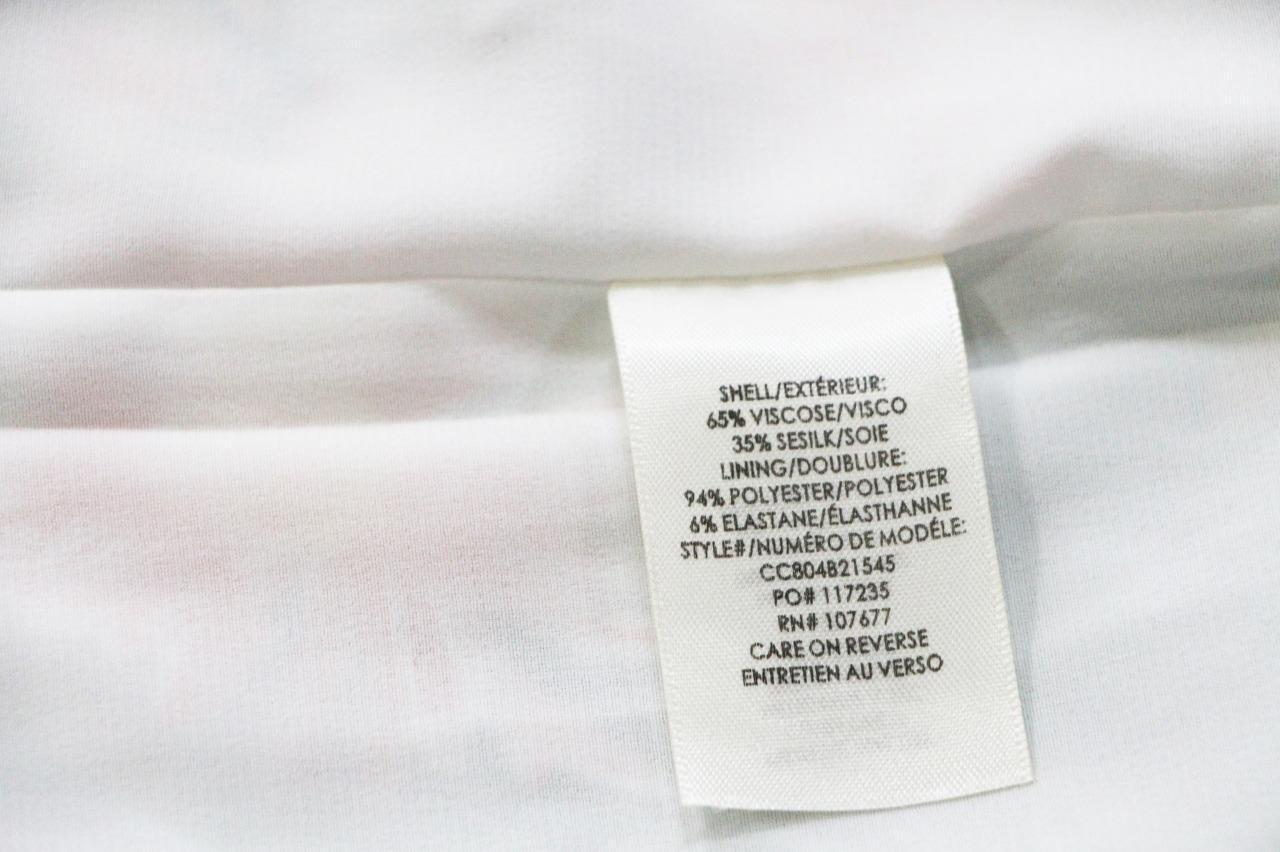 SHELL/EXTÉRIEUR:
65% VISCOSE/VISCO
35% SESILK/SOIE
LINING/DOUBLURE:
94% POLYESTER/POLYESTER
6% ELASTANE/ÉLASTHANNE
STYLE#/NUMÉRO DE MODÉLE:
CC804B21545
PO# 117235
RN# 107677
CARE ON REVERSE
ENTRETIEN AU VERSO